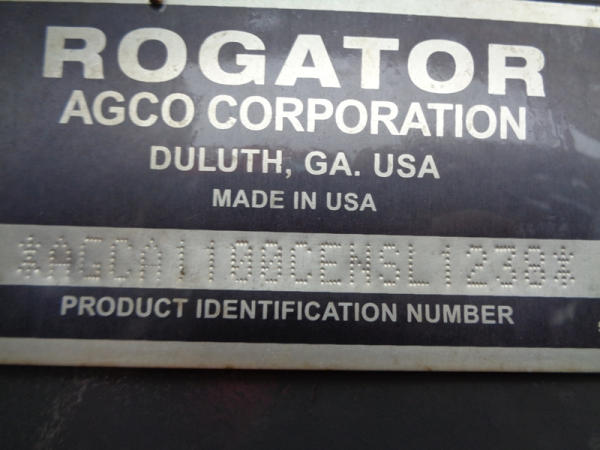 ROGATOR
AGCO CORPORATION
DULUTH, GA. USA
MADE IN USA
*AGCA1100CENSL1238*
PRODUCT IDENTIFICATION NUMBER